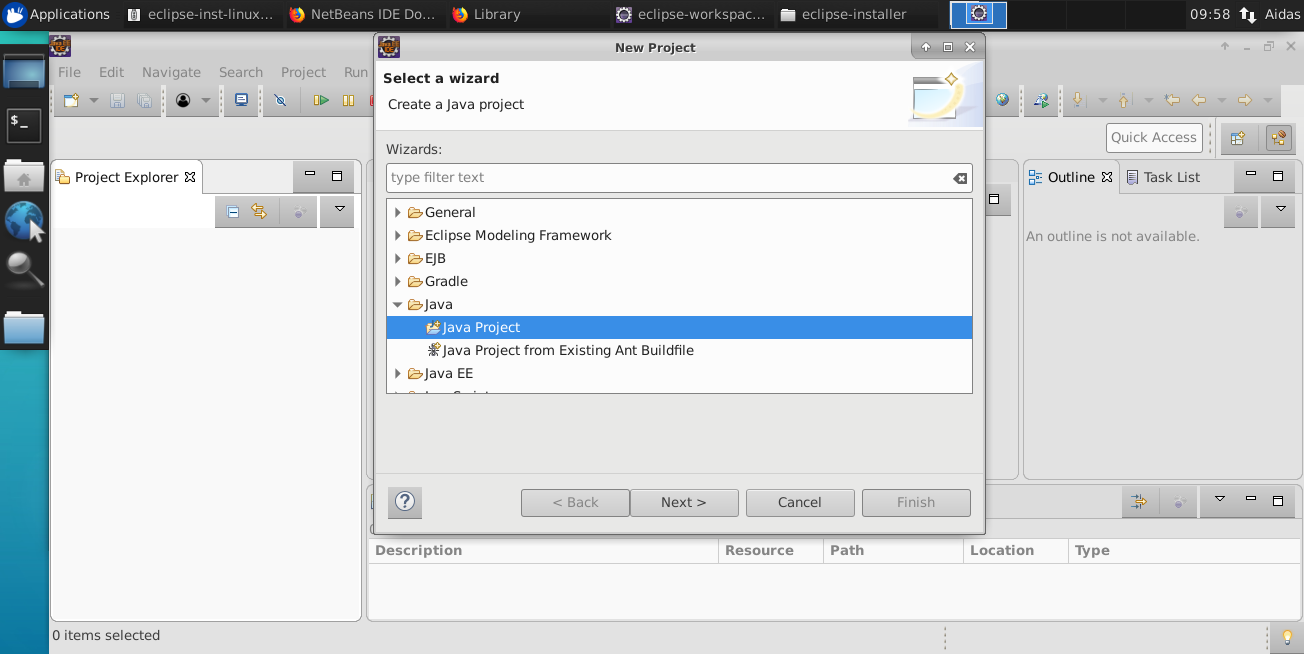 Applications eclipse-inst-linux... NetBeans IDE Do... Library eclipse-workspac... eclipse-installer 09:58 Aidas
New Project
File Edit Navigate Search Project Run
Select a wizard
Create a Java project
Quick Access
Wizards:
type filter text
Project Explorer
Outline Task List
General
Eclipse Modeling Framework
EJB
Gradle
Java
Java Project
Java Project from Existing Ant Buildfile
Java EE
An outline is not available.
? < Back Next > Cancel Finish
Description Resource Path Location Type
0 items selected